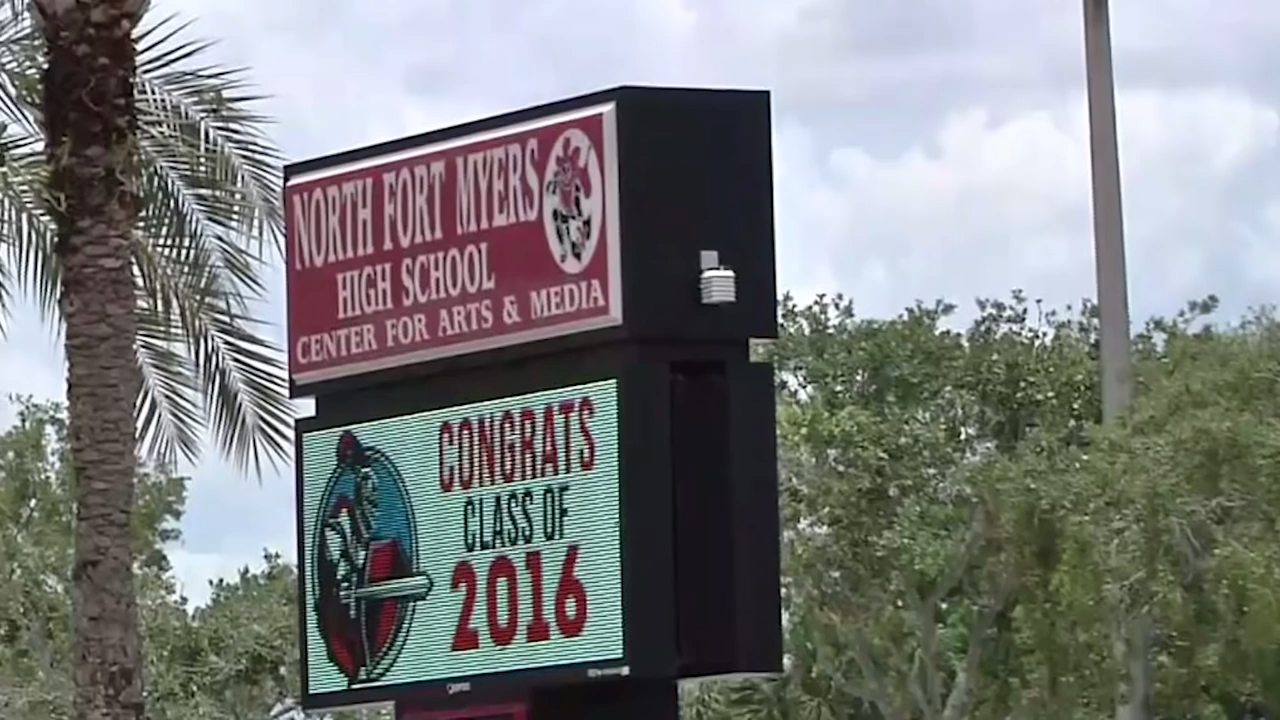 NORTH FORT MYERS
HIGH SCHOOL
CENTER FOR ARTS & MEDIA
CONGRATS
CLASS OF
2016